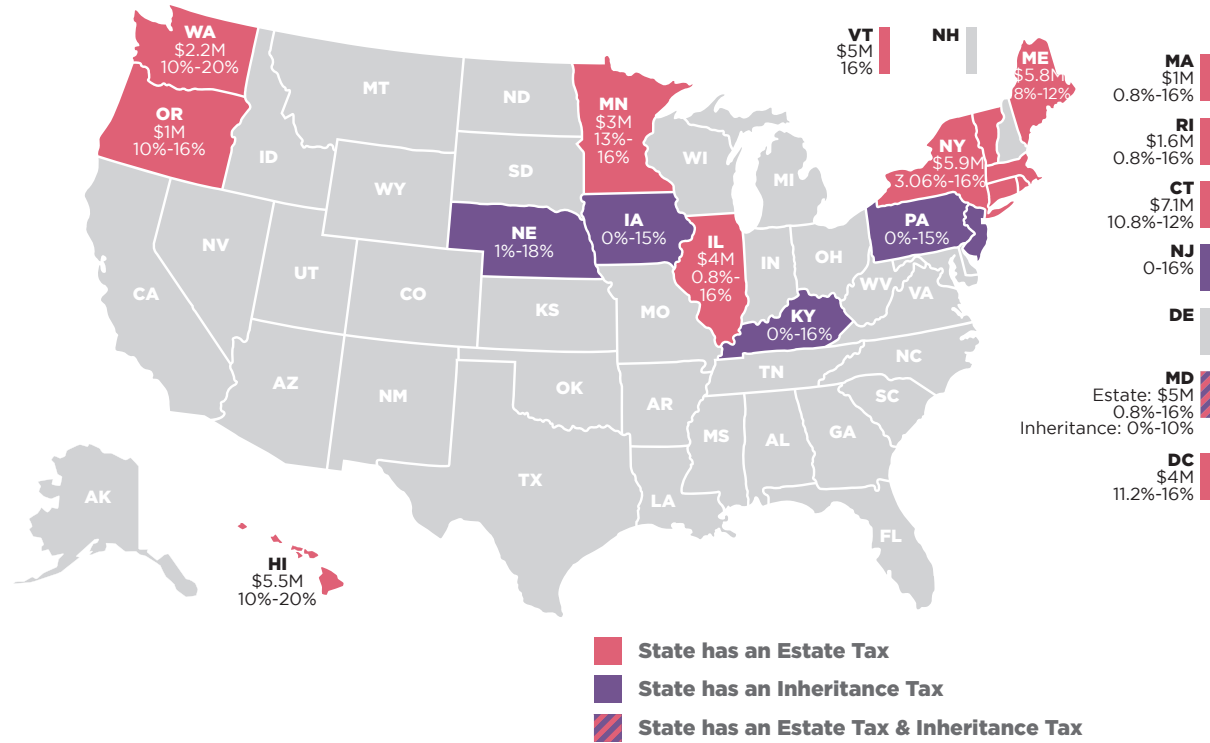 WA
$2.2M
10%-20%
OR
$1M
10%-16%
ID
MT
ND
SD
WY
NV
UT
CA
CO
AZ
NM
MN
$3M
13%-
16%
WI
MI
NE
1%-18%
IA
0%-15%
IL
$4M
0.8%-
16%
IN
OH
KS
MO
KY
0%-16%
WV
VA
PA
0%-15%
NY
$5.9M
3.06%-16%
ME
$5.8M
8%-12%
VT
$5M
16%
NH
MA
$1M
0.8%-16%
RI
$1.6M
0.8%-16%
CT
$7.1M
10.8%-12%
NJ
0-16%
DE
MD
Estate: $5M
0.8%-16%
Inheritance: 0%-10%
DC
$4M
11.2%-16%
TN
NC
SC
OK
AR
MS
AL
GA
TX
LA
FL
AK
HI
$5.5M
10%-20%
State has an Estate Tax
State has an Inheritance Tax
State has an Estate Tax & Inheritance Tax